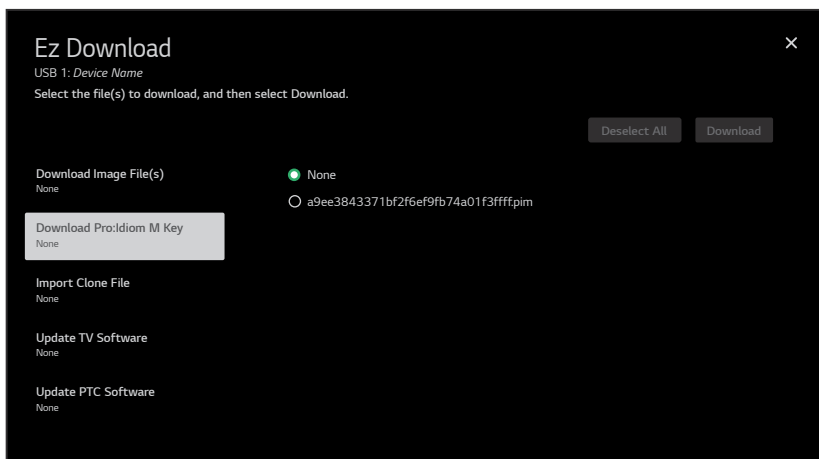 Ez Download
USB 1: Device Name
Select the file(s) to download, and then select Download.
Deselect All
Download
Download Image File(s)
None
Download Pro:Idiom M Key
None
Import Clone File
None
Update TV Software
None
Update PTC Software
None
None
a9ee3843371bf2f6ef9fb74a01f3ffff.pim